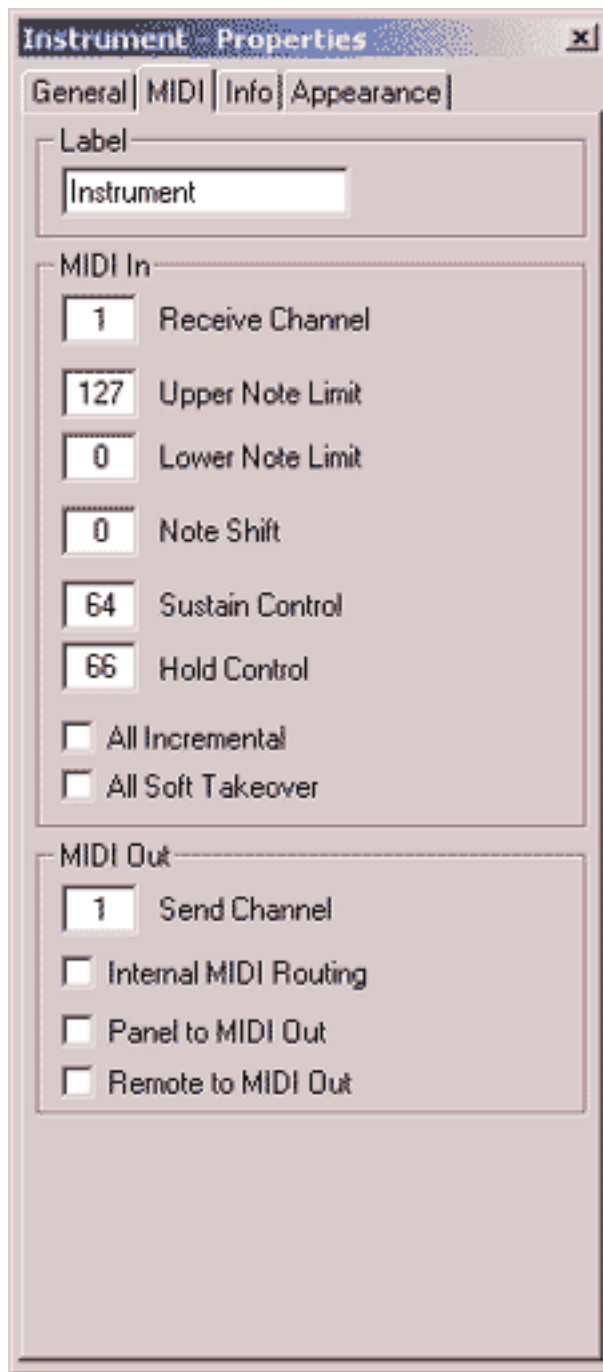 Instrument - Properties
General MIDI Info Appearance
Label
Instrument
MIDI In
1 Receive Channel
127 Upper Note Limit
0 Lower Note Limit
0 Note Shift
64 Sustain Control
66 Hold Control
All Incremental
All Soft Takeover
MIDI Out
1 Send Channel
Internal MIDI Routing
Panel to MIDI Out
Remote to MIDI Out